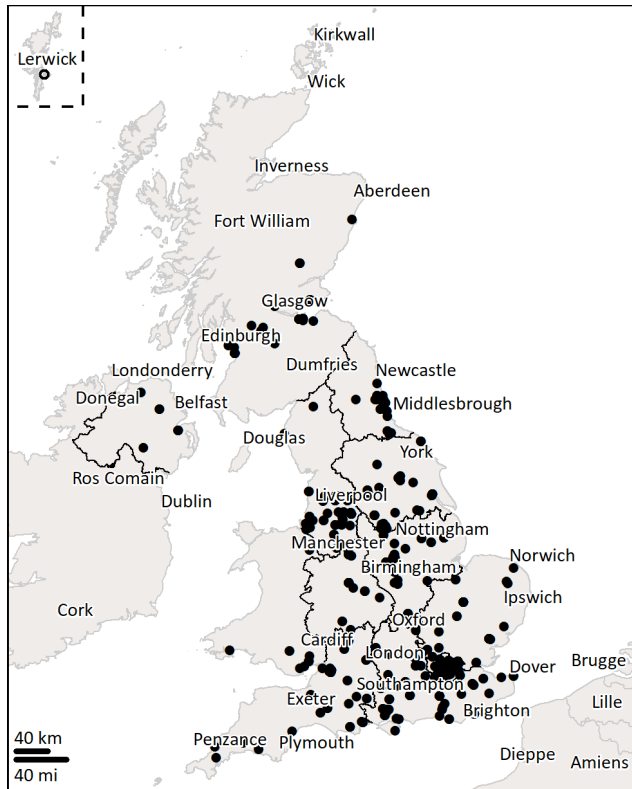 Kirkwall
Lerwick
Wick
Inverness
Aberdeen
Fort William
Glasgow
Edinburgh
Dumfries
Londonderry
Newcastle
Donegal
Belfast
Middlesbrough
Douglas
York
Ros Comain
Liverpool
Dublin
Nottingham
Manchester
Norwich
Birmingham
Ipswich
Cork
Oxford
Cardiff
London
Dover
Brugge
Southampton
Exeter
Lille
Brighton
40 km
Penzance
Plymouth
Dieppe
Amiens
40 mi